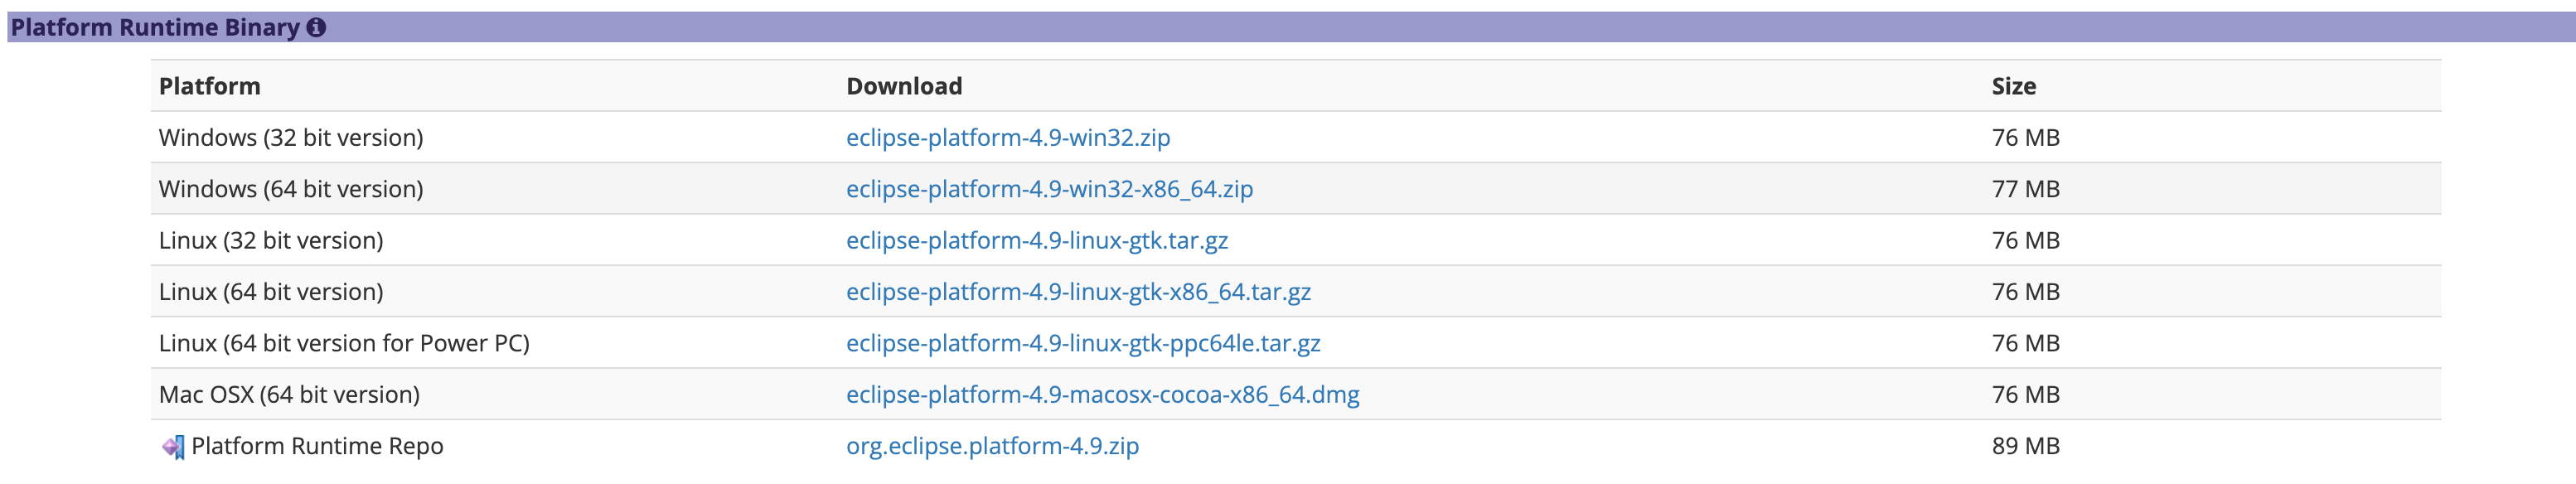 Platform Runtime Binary
Platform Download Size
Windows (32 bit version) eclipse-platform-4.9-win32.zip 76 MB
Windows (64 bit version) eclipse-platform-4.9-win32-x86_64.zip 77 MB
Linux (32 bit version) eclipse-platform-4.9-linux-gtk.tar.gz 76 MB
Linux (64 bit version) eclipse-platform-4.9-linux-gtk-x86_64.tar.gz 76 MB
Linux (64 bit version for Power PC) eclipse-platform-4.9-linux-gtk-ppc64le.tar.gz 76 MB
Mac OSX (64 bit version) eclipse-platform-4.9-macosx-cocoa-x86_64.dmg 76 MB
Platform Runtime Repo org.eclipse.platform-4.9.zip 89 MB